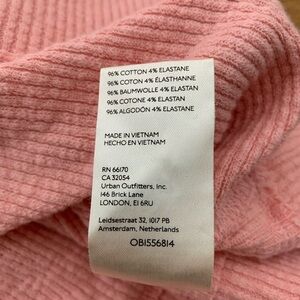 96% COTTON 4% ELASTANE
96% COTON 4% ÉLASTHANNE
96% BAUMWOLLE 4% ELASTAN
96% COTONE 4% ELASTAN
96% ALGODÓN 4% ELASTANE
MADE IN VIETNAM
HECHO EN VIETNAM
RN 66170
CA 32054
Urban Outfitters, Inc.
146 Brick Lane
LONDON, E1 6RU
Leidsestraat 32, 1017 PB
Amsterdam, Netherlands
OB1556814